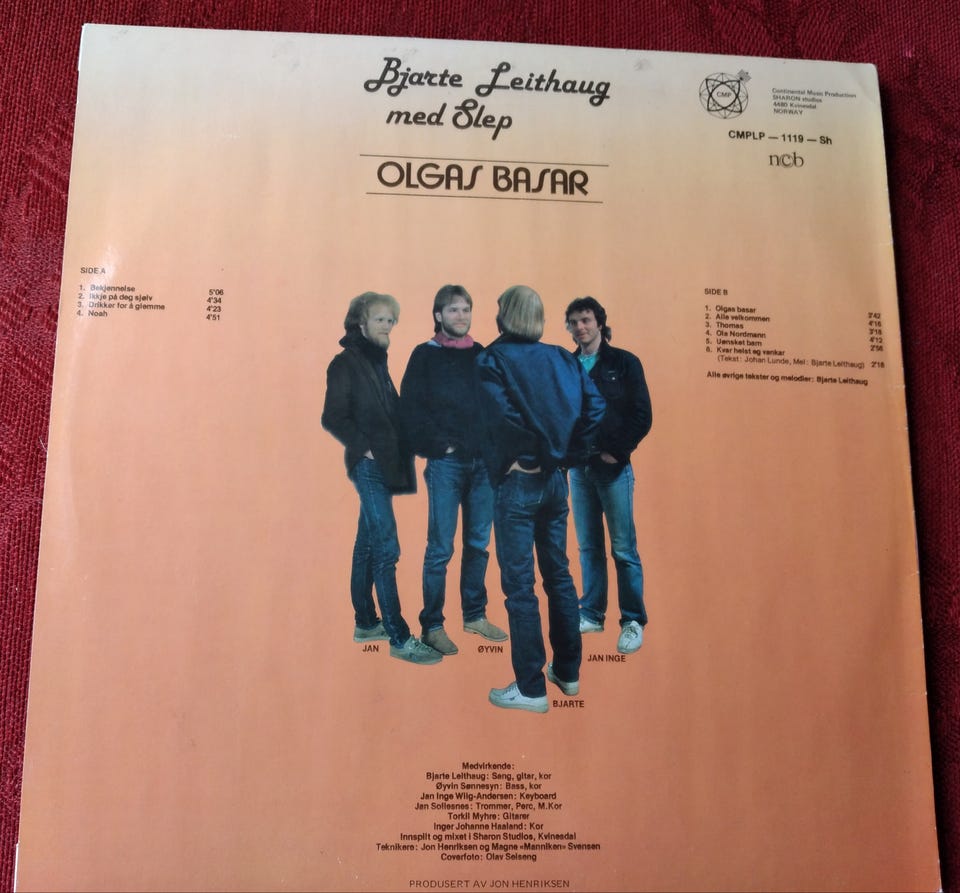 Bjarte Leithaug
med Slep
OLGAS BASAR
CMP
Continental Music Production
SHARON studios
4480 Kvinesdal
NORWAY
CMPLP — 1119 — Sh
ncb
SIDE A
1. Bekjennelse 5'06
2. Ikkje på deg sjølv 4'34
3. Drikker for å glemme 4'23
4. Noah 4'51
SIDE B
1. Olgas basar 3'42
2. Alle velkommen 4'16
3. Thomas 3'18
4. Ola Nordmann 4'12
5. Uønsket barn 2'56
6. Kvar helst eg vankar
(Tekst: Johan Lunde, Mel: Bjarte Leithaug) 2'18
Alle øvrige tekster og melodier: Bjarte Leithaug
JAN
ØYVIN
JAN INGE
BJARTE
Medvirkende:
Bjarte Leithaug: Sang, gitar, kor
Øyvin Sønnesyn: Bass, kor
Jan Inge Wiig-Andersen: Keyboard
Jan Sollesnes: Trommer, Perc, M.Kor
Torkil Myhre: Gitarer
Inger Johanne Haaland: Kor
Innspilt og mixet i Sharon Studios, Kvinesdal
Teknikere: Jon Henriksen og Magne «Manniken» Svensen
Coverfoto: Olav Selseng
PRODUSERT AV JON HENRIKSEN